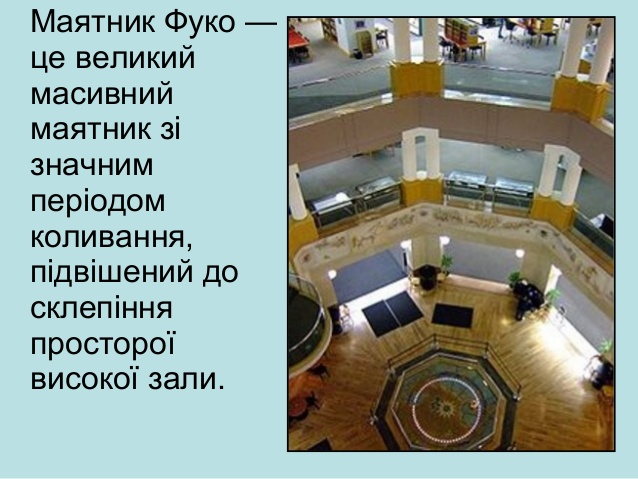 Маятник Фуко —
це великий
масивний
маятник зі
значним
періодом
коливання,
підвішений до
склепіння
просторої
високої зали.